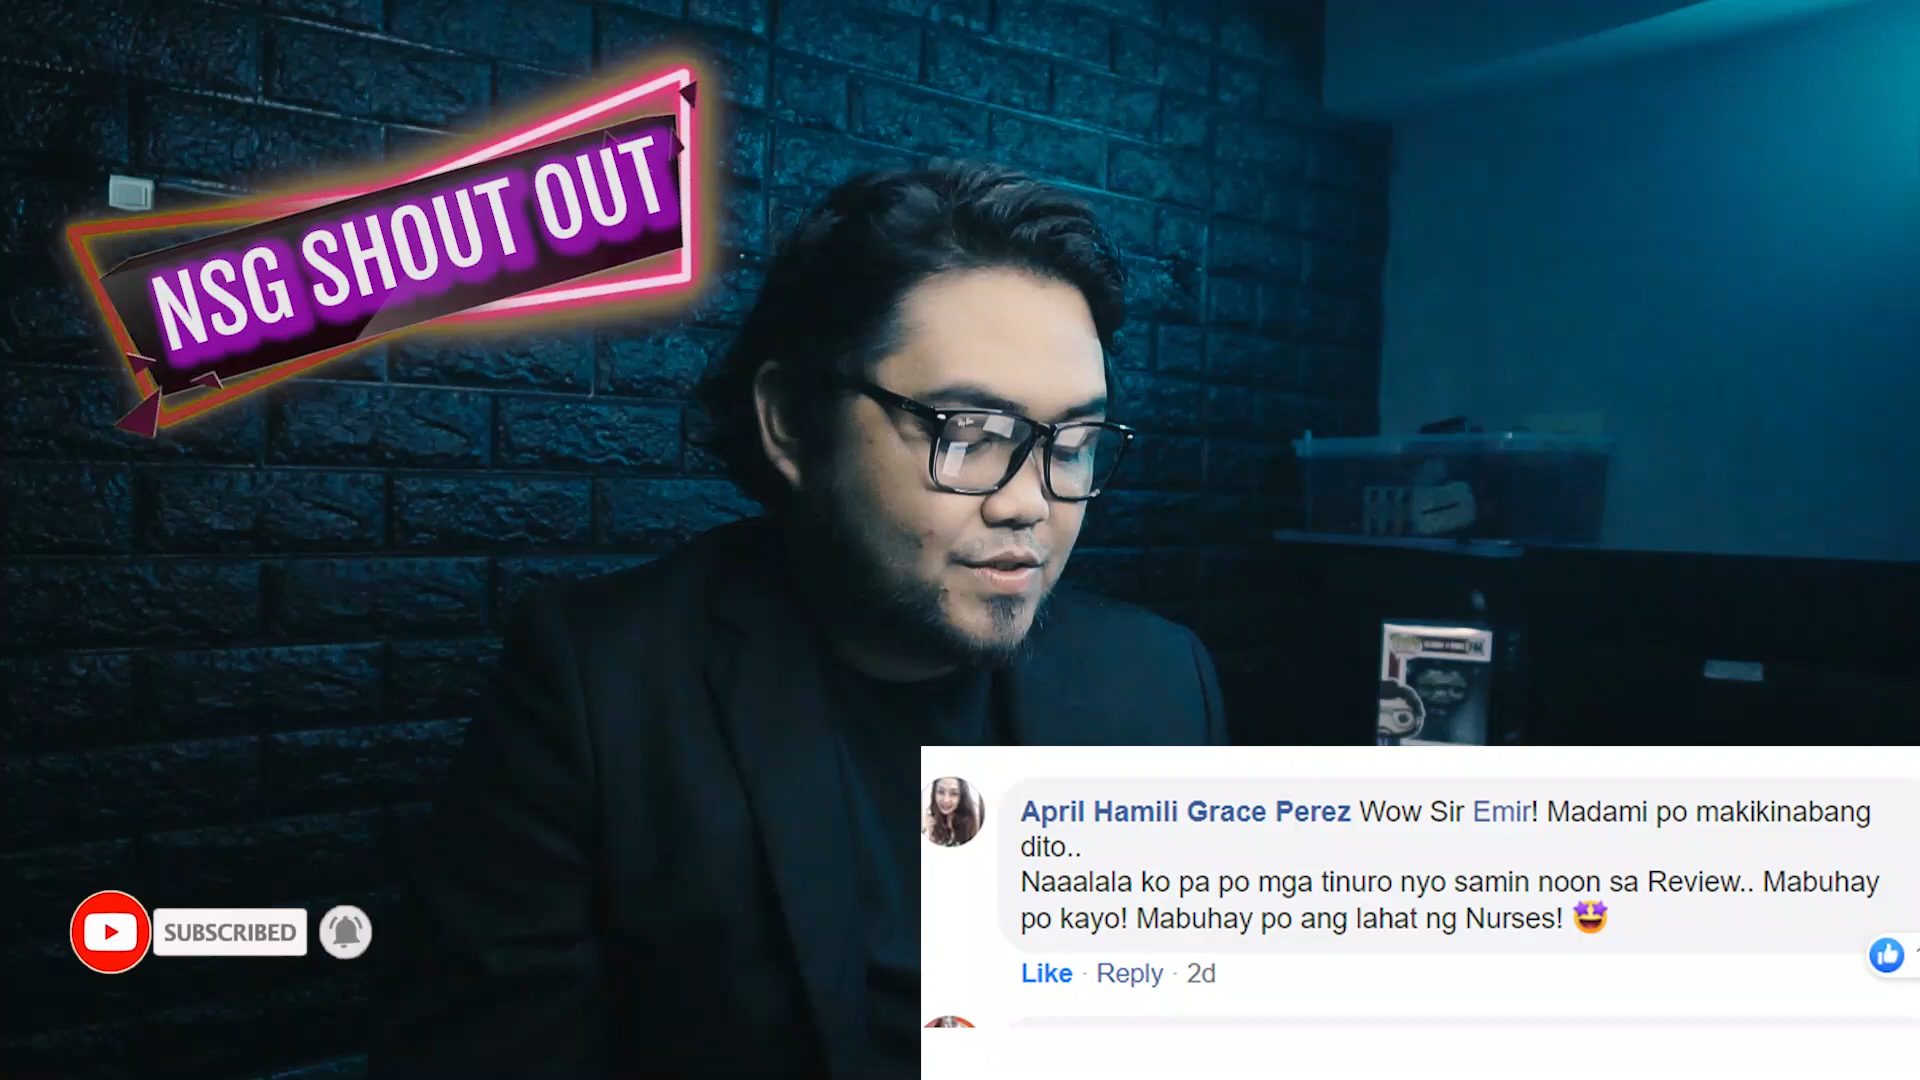 NSG SHOUT OUT
April Hamili Grace Perez Wow Sir Emir! Madami po makikinabang
dito..
Naaalala ko pa po mga tinuro nyo samin noon sa Review.. Mabuhay
po kayo! Mabuhay po ang lahat ng Nurses! 🤩
SUBSCRIBED
Like · Reply · 2d